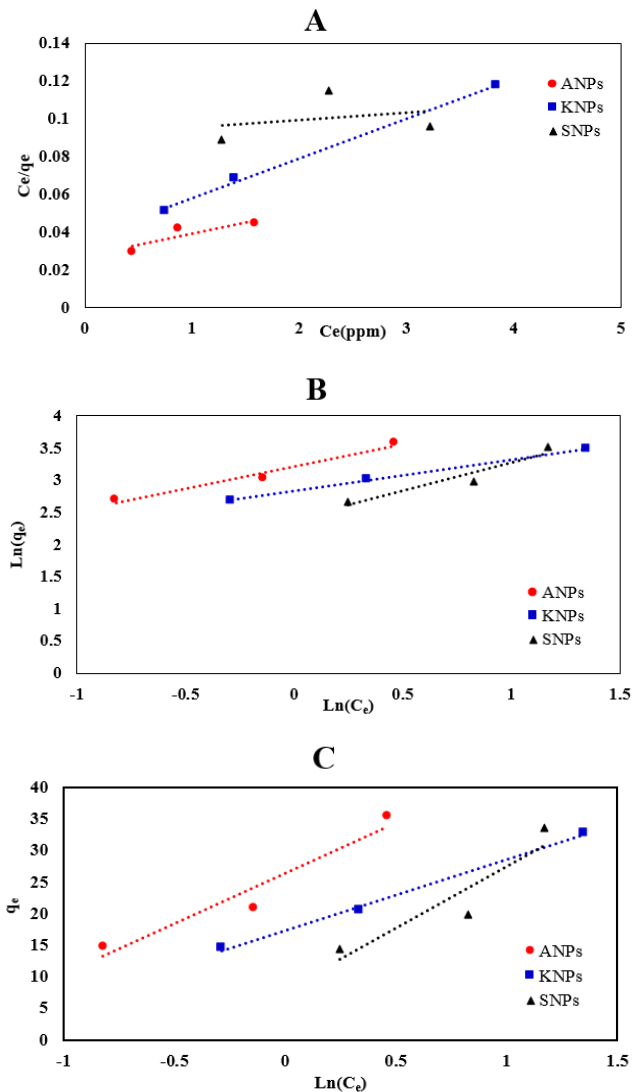 A
0.14
0.12
0.1
0.08
0.06
0.04
0.02
0
Ce/qe
ANPs
KNPs
SNPs
0 1 2 3 4 5
Ce(ppm)
B
4
3.5
3
2.5
2
1.5
1
0.5
0
Ln(qₑ)
ANPs
KNPs
SNPs
-1 -0.5 0 0.5 1 1.5
Ln(Cₑ)
C
40
35
30
25
20
15
10
5
0
qₑ
ANPs
KNPs
SNPs
-1 -0.5 0 0.5 1 1.5
Ln(Cₑ)